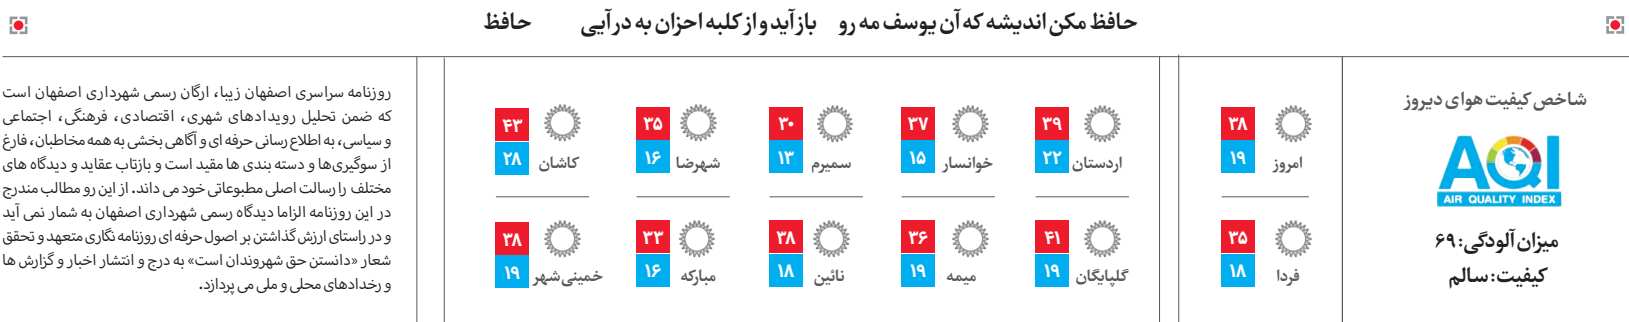 حافظ مکن اندیشه که آن یوسف مه رو بازآید و از کلبه احزان به درآیی حافظ
شاخص کیفیت هوای دیروز
AQI
AIR QUALITY INDEX
میزان آلودگی: ۶۹
کیفیت: سالم
۳۸
۱۹
امروز
۳۵
۱۸
فردا
۳۹
۲۲
اردستان
۳۷
۱۵
خوانسار
۳۰
۱۳
سمیرم
۳۵
۱۶
شهرضا
۴۳
۲۸
کاشان
۴۱
۱۹
گلپایگان
۳۶
۱۹
میمه
۳۸
۱۸
نائین
۳۳
۱۶
مبارکه
۳۸
۱۹
خمینی‌شهر
روزنامه سراسری اصفهان زیبا، ارگان رسمی شهرداری اصفهان است
که ضمن تحلیل رویدادهای شهری، اقتصادی، فرهنگی، اجتماعی
و سیاسی، به اطلاع رسانی حرفه ای و آگاهی بخشی به همه مخاطبان، فارغ
از سوگیری‌ها و دسته بندی ها مقید است و بازتاب عقاید و دیدگاه های
مختلف را رسالت اصلی مطبوعاتی خود می داند. از این رو مطالب مندرج
در این روزنامه الزاما دیدگاه رسمی شهرداری اصفهان به شمار نمی آید
و در راستای ارزش گذاشتن بر اصول حرفه ای روزنامه نگاری متعهد و تحقق
شعار «دانستن حق شهروندان است» به درج و انتشار اخبار و گزارش ها
و رخدادهای محلی و ملی می پردازد.